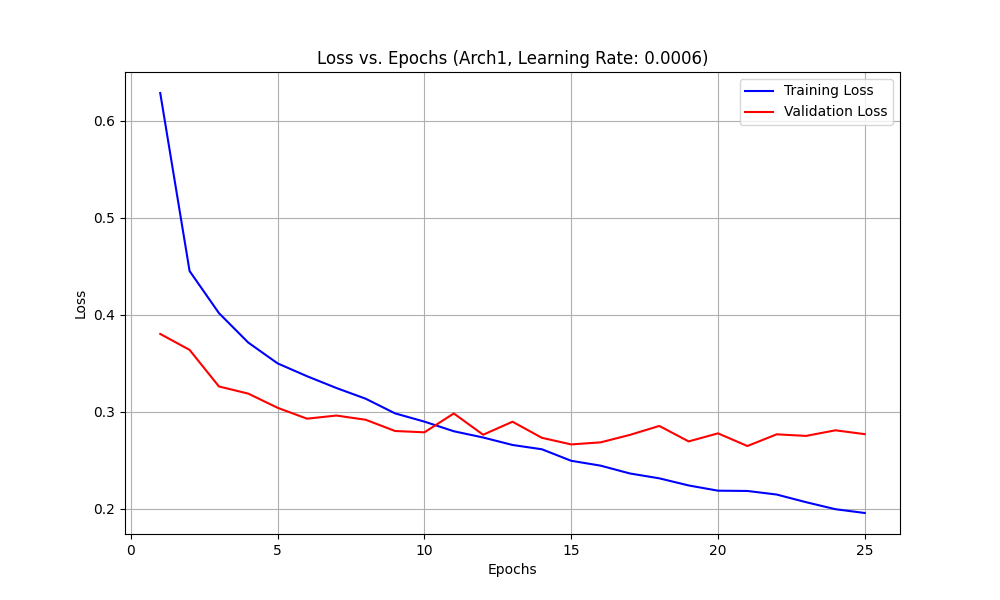 Loss vs. Epochs (Arch1, Learning Rate: 0.0006)
Training Loss
Validation Loss
0.6
0.5
0.4
0.3
0.2
Loss
0
5
10
15
20
25
Epochs